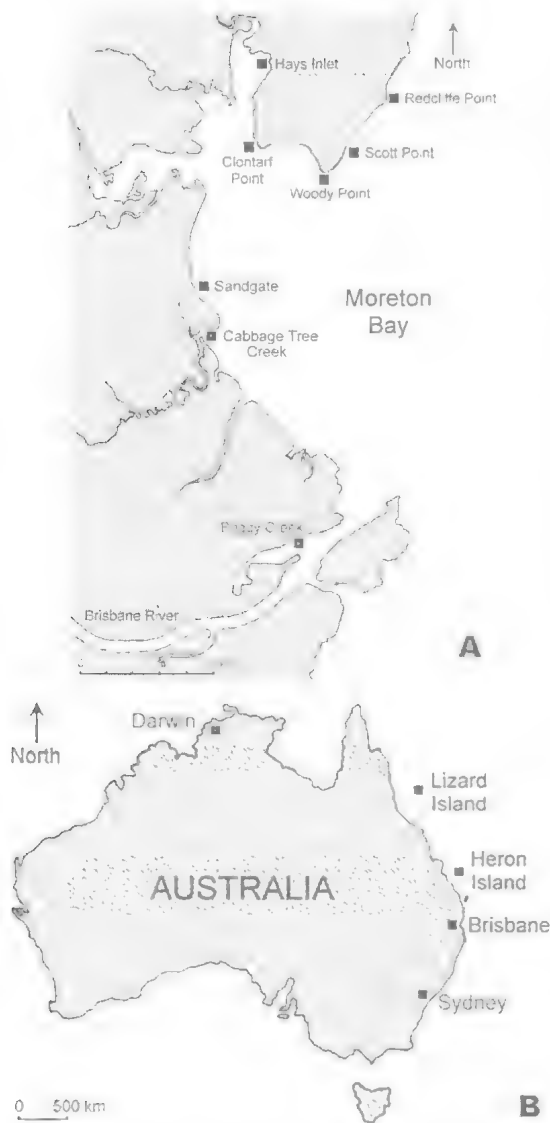 Hays Inlet
North
Redcliffe Point
Clontarf
Point
Scott Point
Woody Point
Sandgate
Moreton
Bay
Cabbage Tree
Creek
Creek
Brisbane River
A
North
Darwin
Lizard
Island
Heron
Island
AUSTRALIA
Brisbane
Sydney
0 500 km
B